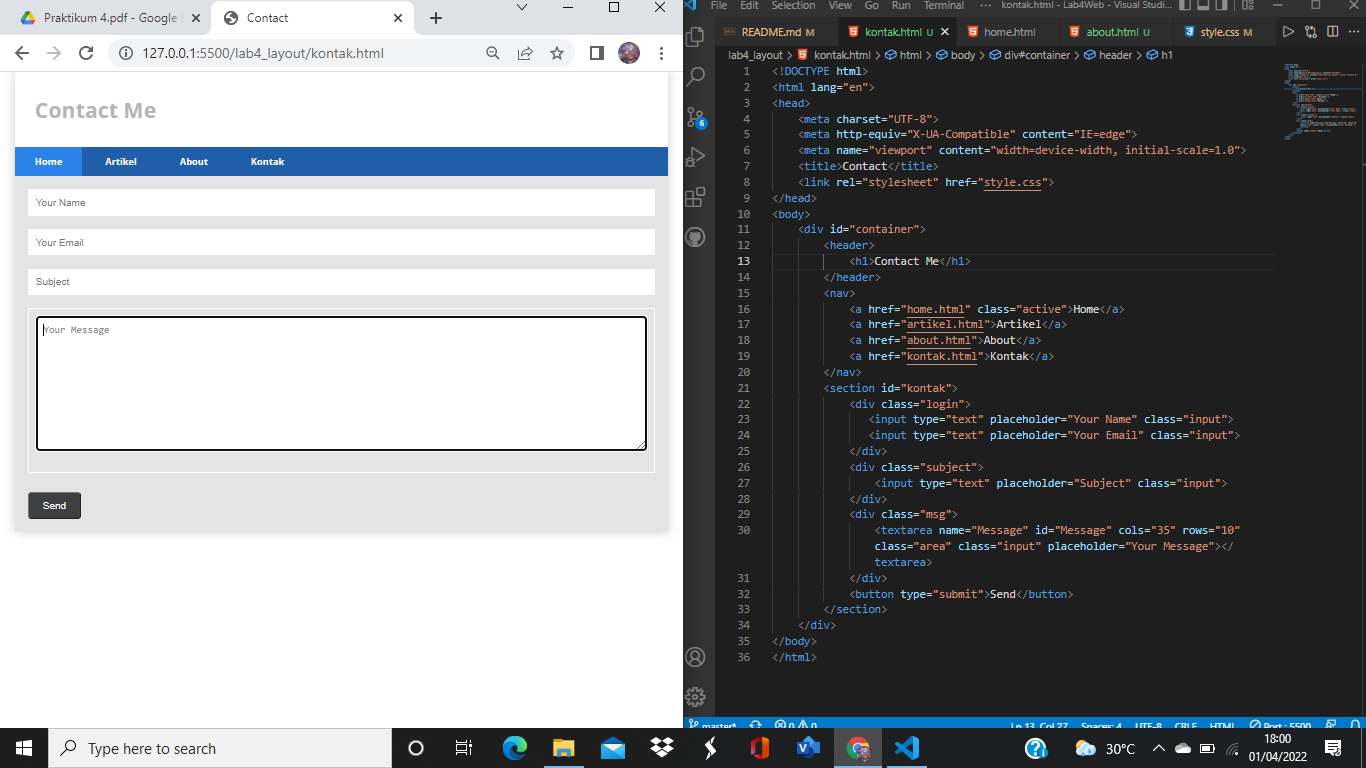 Praktikum 4.pdf - Google
Contact
127.0.0.1:5500/lab4_layout/kontak.html
Contact Me
Home Artikel About Kontak
Your Name
Your Email
Subject
Your Message
Send
File Edit Selection View Go Run Terminal ··· kontak.html - Lab4Web - Visual Studi...
README.md M kontak.html U home.html about.html U style.css M
lab4_layout > kontak.html > html > body > div#container > header > h1
1 <!DOCTYPE html>
2 <html lang="en">
3 <head>
4 <meta charset="UTF-8">
5 <meta http-equiv="X-UA-Compatible" content="IE=edge">
6 <meta name="viewport" content="width=device-width, initial-scale=1.0">
7 <title>Contact</title>
8 <link rel="stylesheet" href="style.css">
9 </head>
10 <body>
11 <div id="container">
12 <header>
13 <h1>Contact Me</h1>
14 </header>
15 <nav>
16 <a href="home.html" class="active">Home</a>
17 <a href="artikel.html">Artikel</a>
18 <a href="about.html">About</a>
19 <a href="kontak.html">Kontak</a>
20 </nav>
21 <section id="kontak">
22 <div class="login">
23 <input type="text" placeholder="Your Name" class="input">
24 <input type="text" placeholder="Your Email" class="input">
25 </div>
26 <div class="subject">
27 <input type="text" placeholder="Subject" class="input">
28 </div>
29 <div class="msg">
30 <textarea name="Message" id="Message" cols="35" rows="10"
class="area" class="input" placeholder="Your Message"></
textarea>
31 </div>
32 <button type="submit">Send</button>
33 </section>
34 </div>
35 </body>
36 </html>
6
master* 0 0 Ln 13, Col 27 Spaces: 4 UTF-8 CRLF HTML Port : 5500
Type here to search
30°C
18:00
01/04/2022